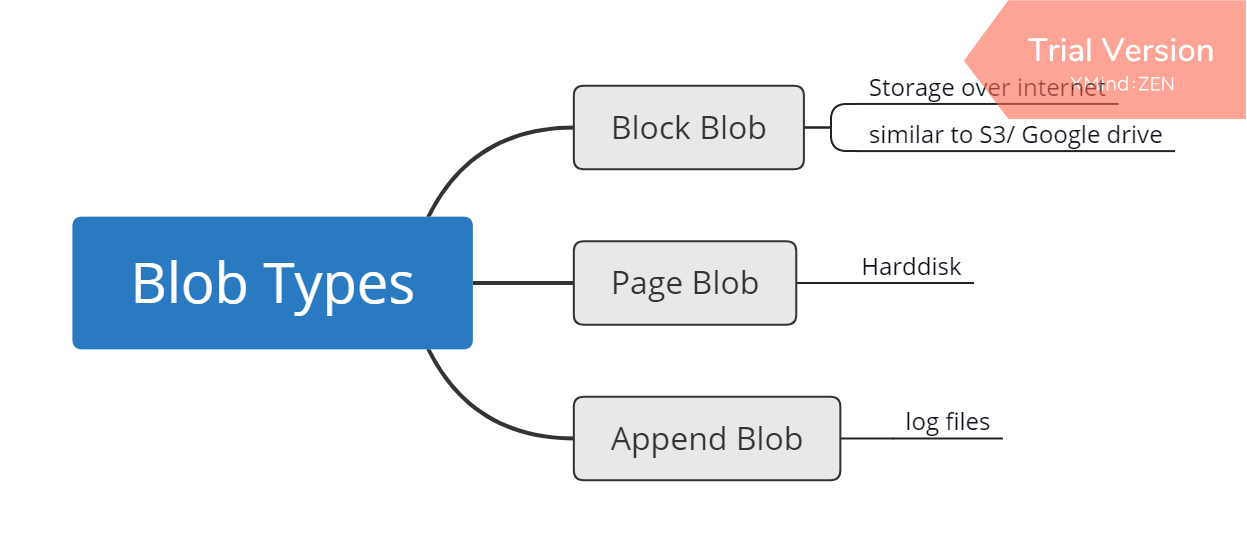 Trial Version
XMind:ZEN
Storage over internet
Block Blob
similar to S3/ Google drive
Blob Types
Page Blob
Harddisk
Append Blob
log files